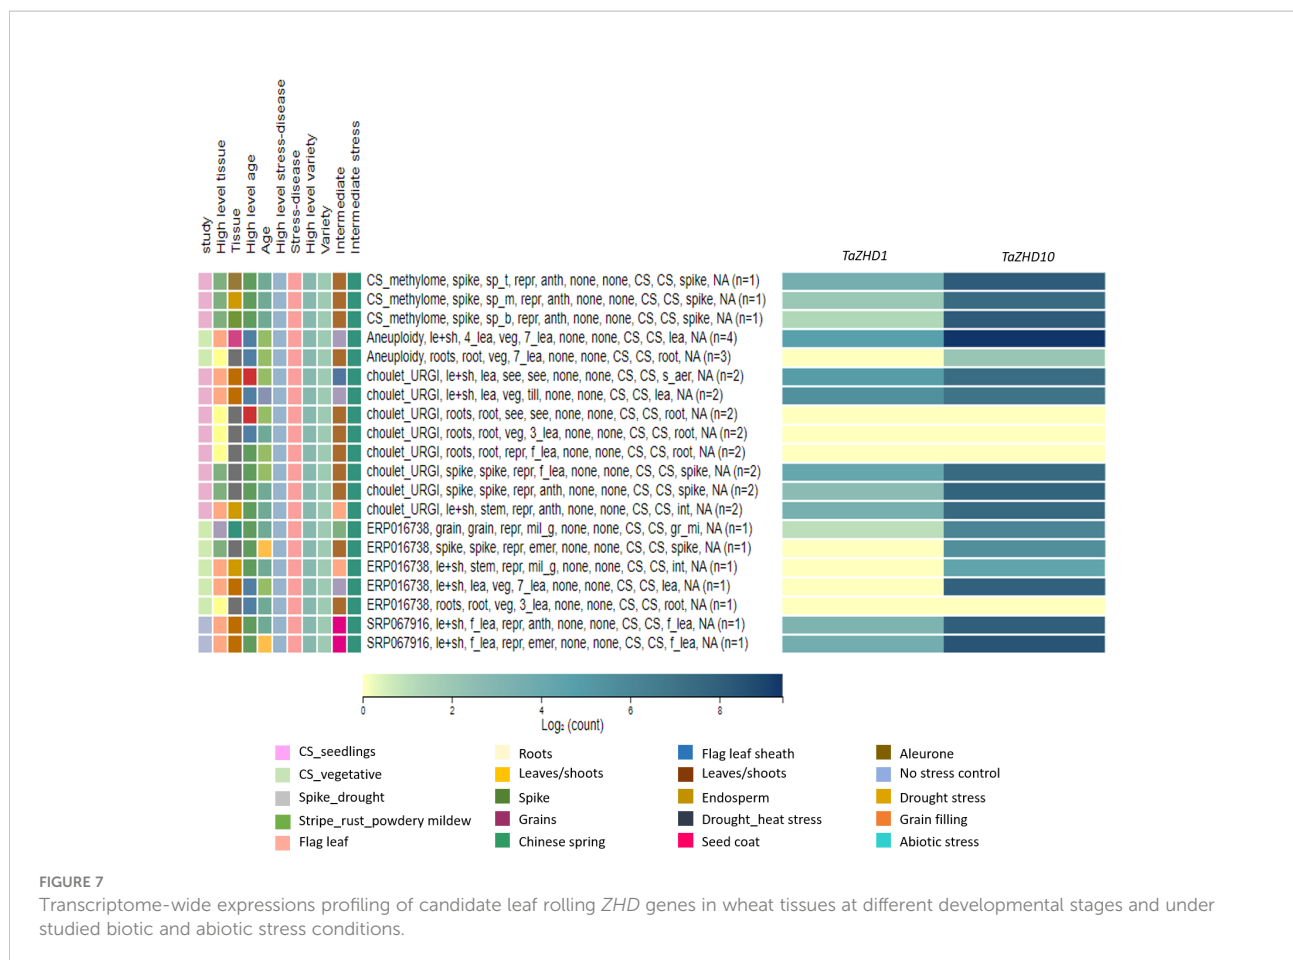 study
High level tissue
Tissue
High level age
Age
High level stress-disease
Stress-disease
High level variety
Variety
Intermediate
Intermediate stress
TaZHD1
TaZHD10
CS_methylome, spike, sp_t, repr, anth, none, none, CS, CS, spike, NA (n=1)
CS_methylome, spike, sp_m, repr, anth, none, none, CS, CS, spike, NA (n=1)
CS_methylome, spike, sp_b, repr, anth, none, none, CS, CS, spike, NA (n=1)
Aneuploidy, le+sh, 4_lea, veg, 7_lea, none, none, CS, CS, lea, NA (n=4)
Aneuploidy, roots, root, veg, 7_lea, none, none, CS, CS, root, NA (n=3)
choulet_URGI, le+sh, lea, see, see, none, none, CS, CS, s_aer, NA (n=2)
choulet_URGI, le+sh, lea, veg, till, none, none, CS, CS, lea, NA (n=2)
choulet_URGI, roots, root, see, see, none, none, CS, CS, root, NA (n=2)
choulet_URGI, roots, root, veg, 3_lea, none, none, CS, CS, root, NA (n=2)
choulet_URGI, roots, root, repr, f_lea, none, none, CS, CS, root, NA (n=2)
choulet_URGI, spike, spike, repr, f_lea, none, none, CS, CS, spike, NA (n=2)
choulet_URGI, spike, spike, repr, anth, none, none, CS, CS, spike, NA (n=2)
choulet_URGI, le+sh, stem, repr, anth, none, none, CS, CS, int, NA (n=2)
ERP016738, grain, grain, repr, mil_g, none, none, CS, CS, gr_mi, NA (n=1)
ERP016738, spike, spike, repr, emer, none, none, CS, CS, spike, NA (n=1)
ERP016738, le+sh, stem, repr, mil_g, none, none, CS, CS, int, NA (n=1)
ERP016738, le+sh, lea, veg, 7_lea, none, none, CS, CS, lea, NA (n=1)
ERP016738, roots, root, veg, 3_lea, none, none, CS, CS, root, NA (n=1)
SRP067916, le+sh, f_lea, repr, anth, none, none, CS, CS, f_lea, NA (n=1)
SRP067916, le+sh, f_lea, repr, emer, none, none, CS, CS, f_lea, NA (n=1)
0 2 4 6 8
Log₂ (count)
CS_seedlings
CS_vegetative
Spike_drought
Stripe_rust_powdery mildew
Flag leaf
Roots
Leaves/shoots
Spike
Grains
Chinese spring
Flag leaf sheath
Leaves/shoots
Endosperm
Drought_heat stress
Seed coat
Aleurone
No stress control
Drought stress
Grain filling
Abiotic stress
FIGURE 7
Transcriptome-wide expressions profiling of candidate leaf rolling ZHD genes in wheat tissues at different developmental stages and under
studied biotic and abiotic stress conditions.